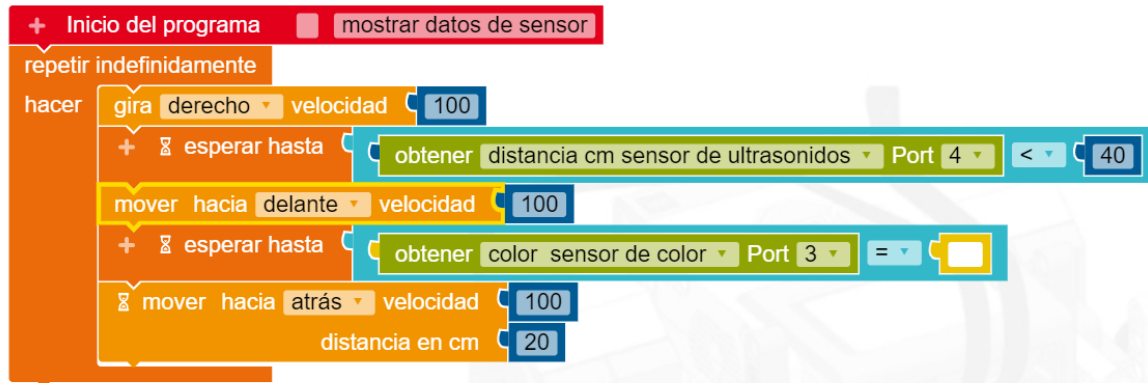 + Inicio del programa mostrar datos de sensor
repetir indefinidamente
hacer gira derecho velocidad 100
+ esperar hasta obtener distancia cm sensor de ultrasonidos Port 4 < 40
mover hacia delante velocidad 100
+ esperar hasta obtener color sensor de color Port 3 =
mover hacia atrás velocidad 100
distancia en cm 20